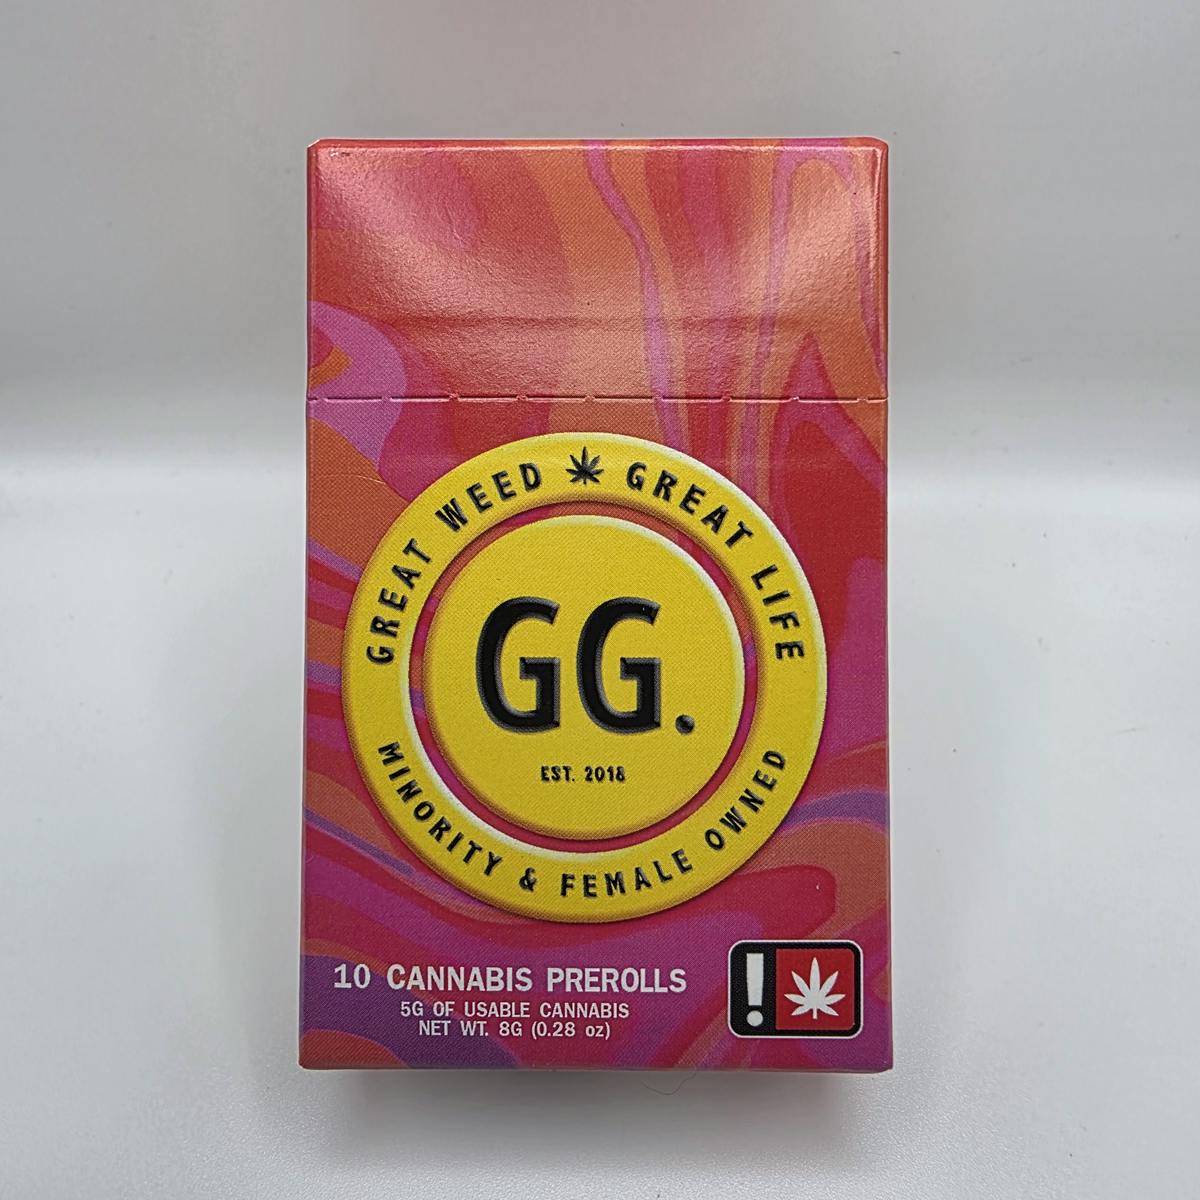 GREAT WEED GREAT LIFE
GG.
EST. 2018
MINORITY & FEMALE OWNED
10 CANNABIS PREROLLS
5G OF USABLE CANNABIS
NET WT. 8G (0.28 oz)
!